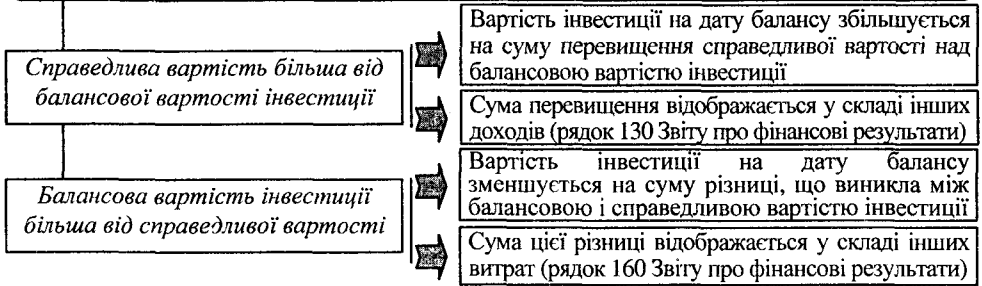 Справедлива вартість більша від
балансової вартості інвестиції
Вартість інвестиції на дату балансу збільшується
на суму перевищення справедливої вартості над
балансовою вартістю інвестиції
Сума перевищення відображається у складі інших
доходів (рядок 130 Звіту про фінансові результати)
Балансова вартість інвестиції
більша від справедливої вартості
Вартість інвестиції на дату балансу
зменшується на суму різниці, що виникла між
балансовою і справедливою вартістю інвестиції
Сума цієї різниці відображається у складі інших
витрат (рядок 160 Звіту про фінансові результати)